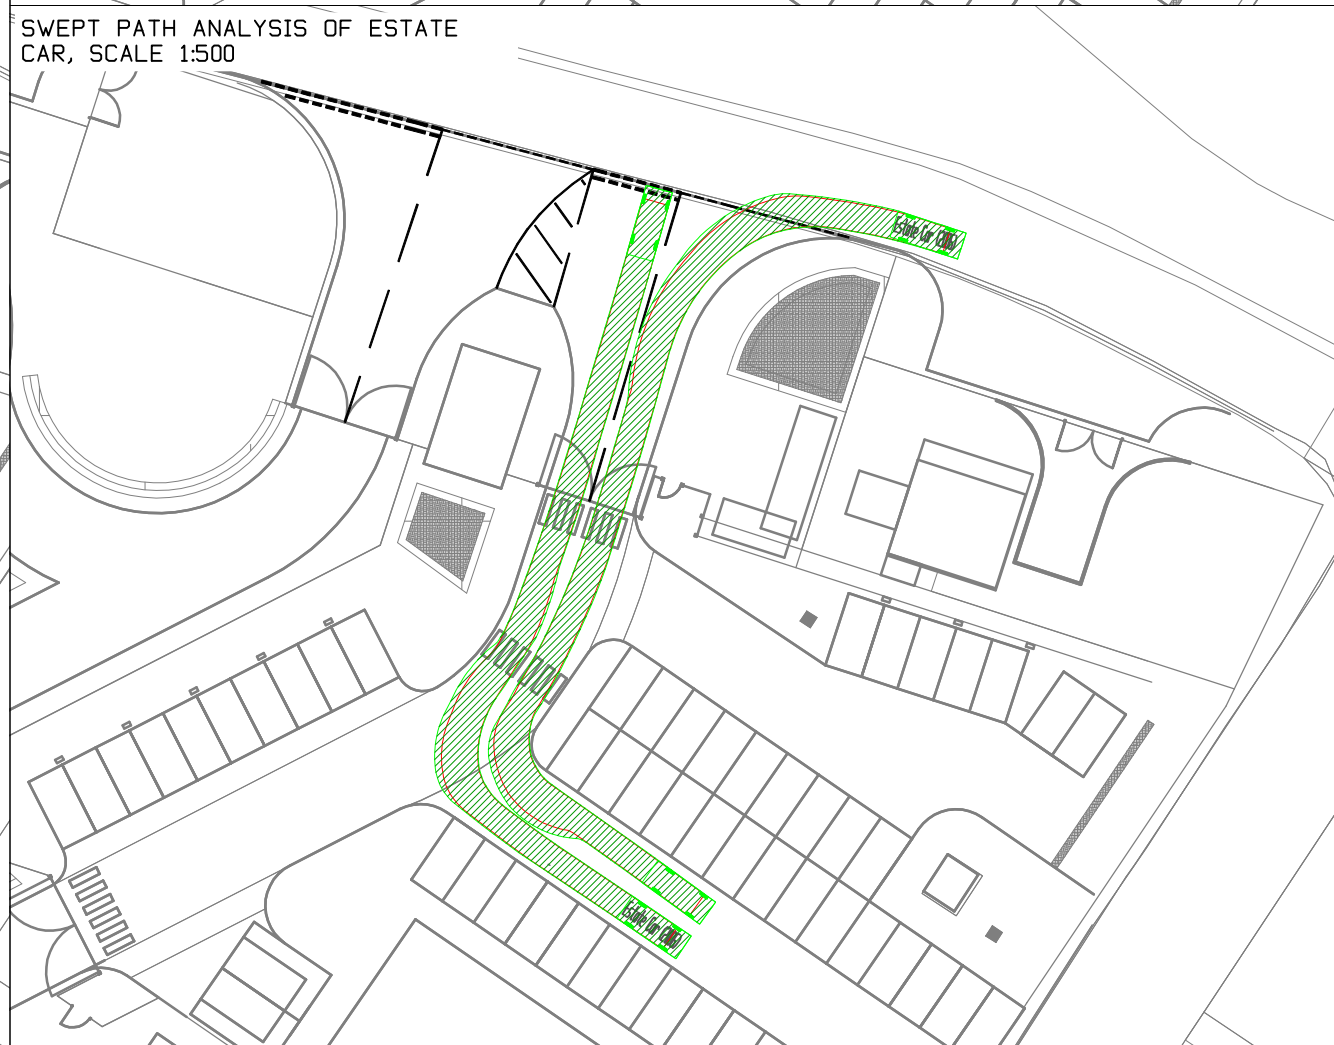 SWEPT PATH ANALYSIS OF ESTATE
CAR, SCALE 1:500
Estate Car (2006)
Estate Car (2006)